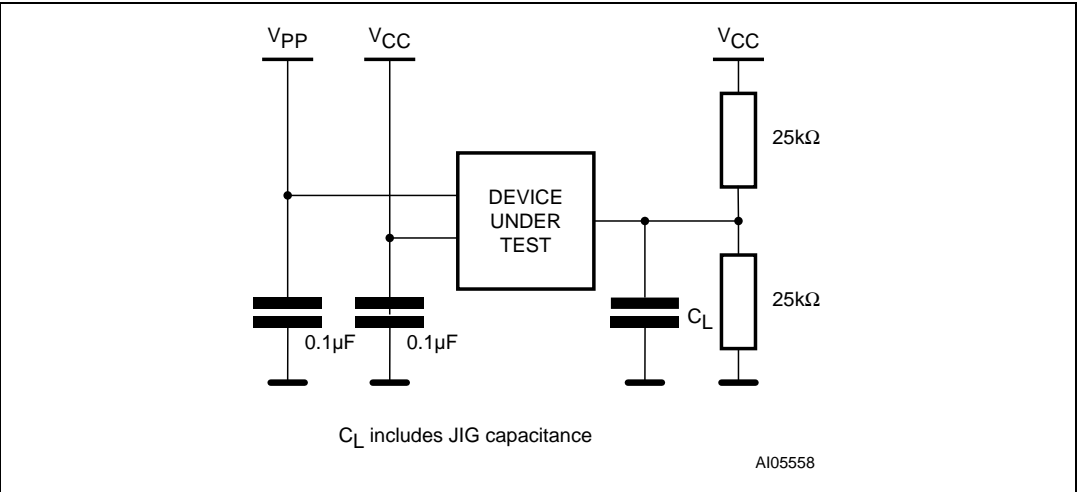 VPP
VCC
VCC
25kΩ
DEVICE
UNDER
TEST
25kΩ
CL
0.1µF
0.1µF
CL includes JIG capacitance
AI05558